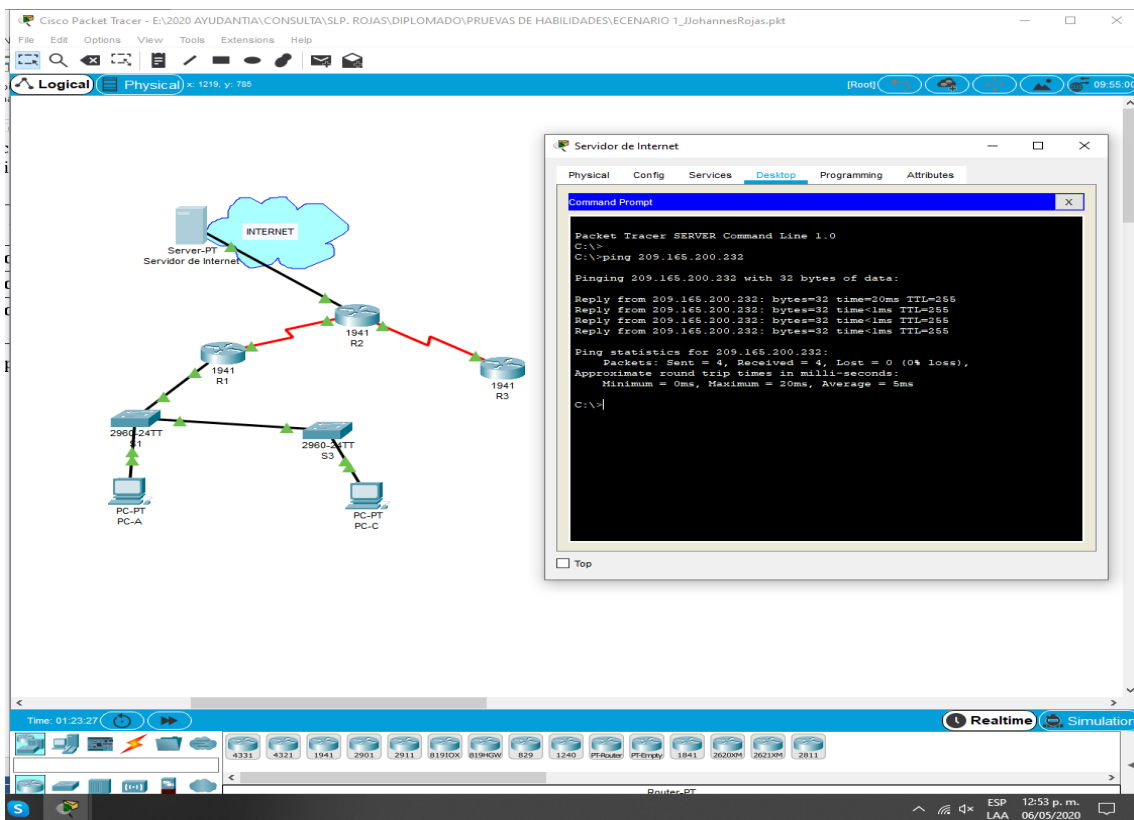 Cisco Packet Tracer - E:\2020 AYUDANTIA\CONSULTA\SLP. ROJAS\DIPLOMADO\PRUEVAS DE HABILIDADES\ECENARIO 1_JJohannesRojas.pkt
File Edit Options View Tools Extensions Help
Logical Physical x: 1219, y: 785 [Root] 09:55:00
Servidor de Internet
Physical Config Services Desktop Programming Attributes
Command Prompt X
Packet Tracer SERVER Command Line 1.0
C:\>
C:\>ping 209.165.200.232
Pinging 209.165.200.232 with 32 bytes of data:
Reply from 209.165.200.232: bytes=32 time=20ms TTL=255
Reply from 209.165.200.232: bytes=32 time<1ms TTL=255
Reply from 209.165.200.232: bytes=32 time<1ms TTL=255
Reply from 209.165.200.232: bytes=32 time<1ms TTL=255
Ping statistics for 209.165.200.232:
Packets: Sent = 4, Received = 4, Lost = 0 (0% loss),
Approximate round trip times in milli-seconds:
Minimum = 0ms, Maximum = 20ms, Average = 5ms
C:\>
Top
INTERNET
Server-PT
Servidor de Internet
1941
R2
1941
R1
1941
R3
2960-24TT
S1
2960-24TT
S3
PC-PT
PC-A
PC-PT
PC-C
Time: 01:23:27
Realtime Simulation
4331 4321 1941 2901 2911 819IOX 819HGW 829 1240 PT-Router PT-Empty 1841 2620XM 2621XM 2811
Router-PT
ESP 12:53 p. m.
LAA 06/05/2020